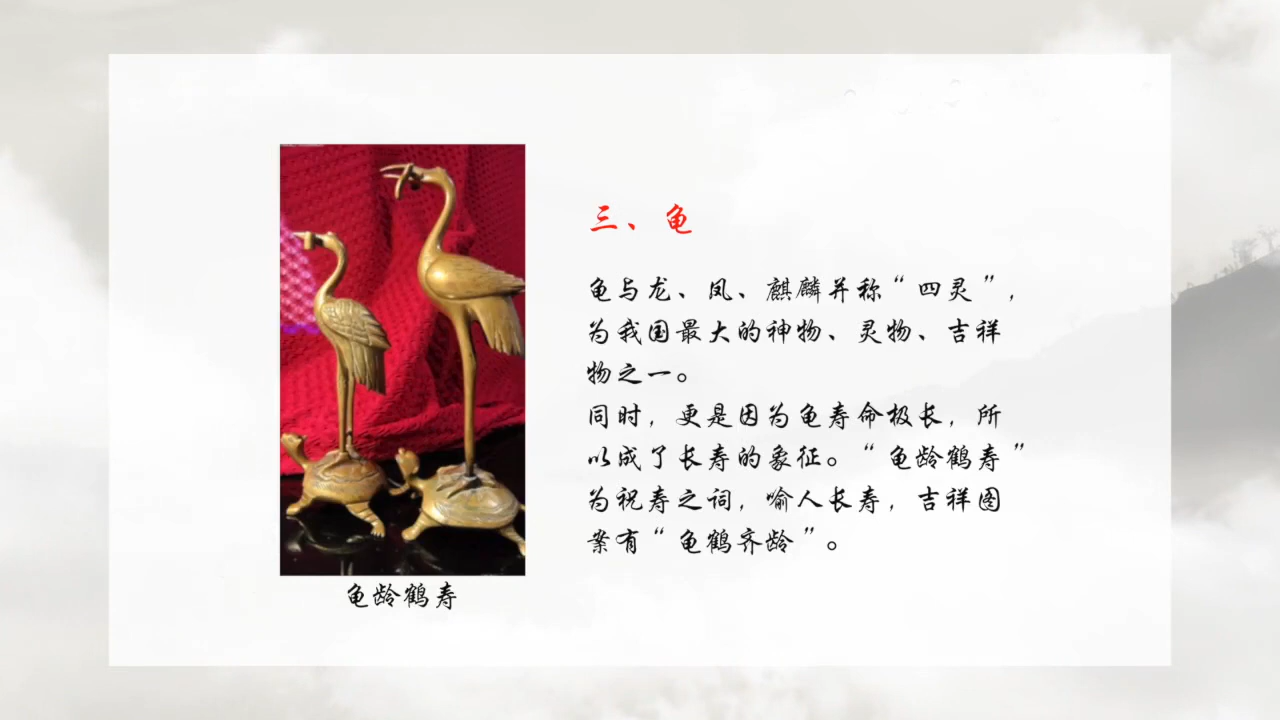 三、龟
龟与龙、凤、麒麟并称“四灵”，
为我国最大的神物、灵物、吉祥
物之一。
同时，更是因为龟寿命极长，所
以成了长寿的象征。“龟龄鹤寿”
为祝寿之词，喻人长寿，吉祥图
案有“龟鹤齐龄”。
龟龄鹤寿